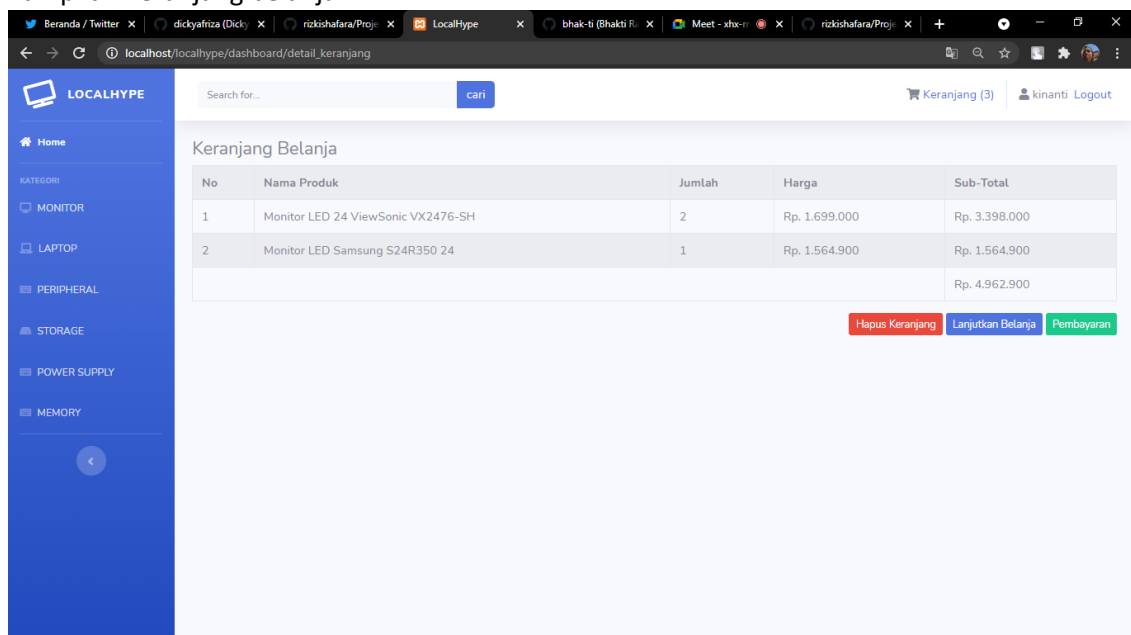 Beranda / Twitter
dickyafriza (Dicky
rizkishafara/Proje
LocalHype
bhak-ti (Bhakti Ra
Meet - xhx-r
rizkishafara/Proje
localhost/localhype/dashboard/detail_keranjang
LOCALHYPE
Search for...
cari
Keranjang (3)
kinanti Logout
Home
KATEGORI
MONITOR
LAPTOP
PERIPHERAL
STORAGE
POWER SUPPLY
MEMORY
Keranjang Belanja
No Nama Produk Jumlah Harga Sub-Total
1 Monitor LED 24 ViewSonic VX2476-SH 2 Rp. 1.699.000 Rp. 3.398.000
2 Monitor LED Samsung S24R350 24 1 Rp. 1.564.900 Rp. 1.564.900
Rp. 4.962.900
Hapus Keranjang Lanjutkan Belanja Pembayaran